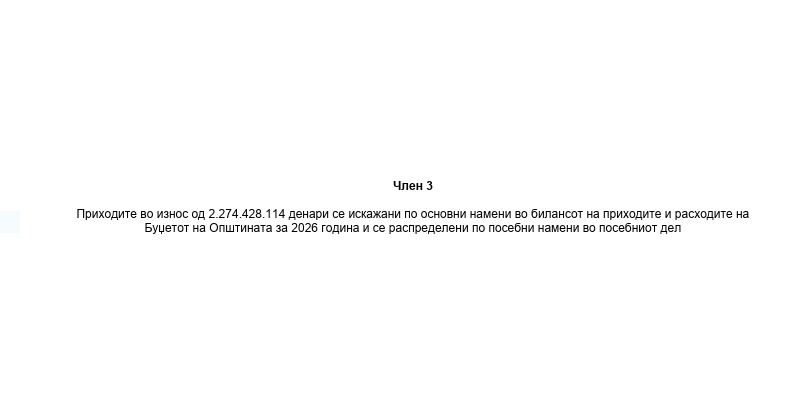 Член 3
Приходите во износ од 2.274.428.114 денари се искажани по основни намени во билансот на приходите и расходите на
Буџетот на Општината за 2026 година и се распределени по посебни намени во посебниот дел